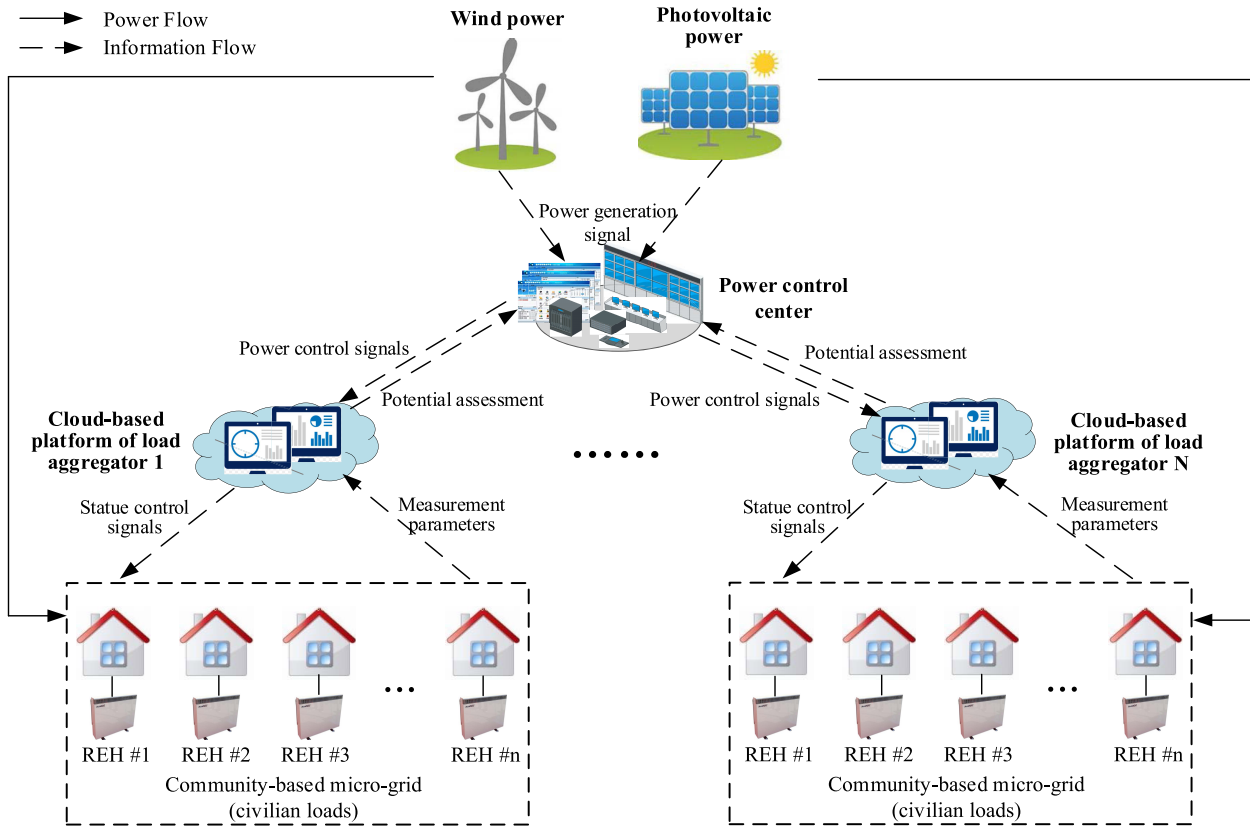 Power Flow
Information Flow
Wind power
Photovoltaic
power
Power generation
signal
Power control
center
Power control signals
Potential assessment
Potential assessment
Power control signals
Cloud-based
platform of load
aggregator 1
......
Cloud-based
platform of load
aggregator N
Statue control
signals
Measurement
parameters
Statue control
signals
Measurement
parameters
...
...
REH #1
REH #2
REH #3
REH #n
Community-based micro-grid
(civilian loads)
...
REH #1
REH #2
REH #3
REH #n
Community-based micro-grid
(civilian loads)